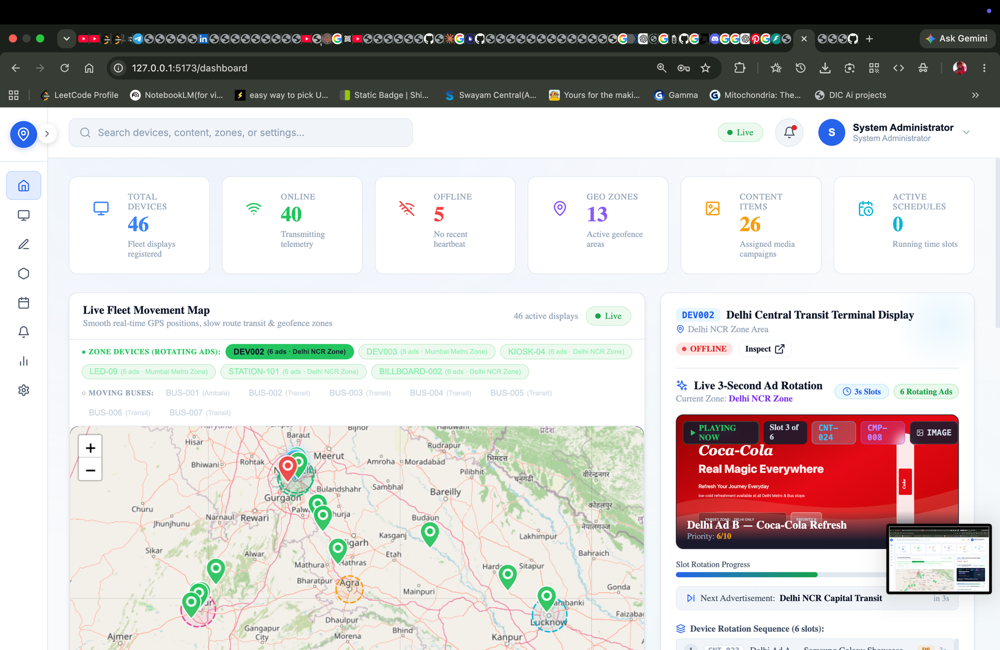 Ask Gemini
127.0.0.1:5173/dashboard
LeetCode Profile
NotebookLM(for vi...
easy way to pick U...
Static Badge | Shi...
Swayam Central(A...
Yours for the maki...
Gamma
Mitochondria: The...
DIC Ai projects
Search devices, content, zones, or settings...
Live
S
System Administrator
System Administrator
TOTAL
DEVICES
46
Fleet displays
registered
ONLINE
40
Transmitting
telemetry
OFFLINE
5
No recent
heartbeat
GEO ZONES
13
Active geofence
areas
CONTENT
ITEMS
26
Assigned media
campaigns
ACTIVE
SCHEDULES
0
Running time slots
Live Fleet Movement Map
Smooth real-time GPS positions, slow route transit & geofence zones
46 active displays
Live
ZONE DEVICES (ROTATING ADS):
DEV002 (6 ads · Delhi NCR Zone)
DEV003 (5 ads · Mumbai Metro Zone)
KIOSK-04 (6 ads · Delhi NCR Zone)
LED-09 (5 ads · Mumbai Metro Zone)
STATION-101 (6 ads · Delhi NCR Zone)
BILLBOARD-002 (6 ads · Delhi NCR Zone)
MOVING BUSES:
BUS-001 (Ambala)
BUS-002 (Transit)
BUS-003 (Transit)
BUS-004 (Transit)
BUS-005 (Transit)
BUS-006 (Transit)
BUS-007 (Transit)
+
−
Haryana
Bijnor
Haldwani
प्रदेश
Baraut
Hisar
Meerut
Rudrapur
Bhiwani
Rohtak
Amroha
Moradabad
भिमदत्त
Pilibhit
धनगढी
वीरेन्द्रनगर
Bulandshahr
Sambhal
Bareilly
Gurgaon
Churu
कोहलपुर
Jhunjhunu
Narnaul
Rewari
Budaun
नेपालगञ्ज
Kasganj
Lakhimpur
Sikar
Alwar
Etah
Bahraich
Mathura
Hathras
Sitapur
Bharatpur
Agra
Mainpuri
Gonda
Lucknow
Faizabad
Dhaulpur
Gangapur
City
Morena
Bhind
Kanpur
Ajmer
DEV002
Delhi Central Transit Terminal Display
Delhi NCR Zone Area
OFFLINE
Inspect
Live 3-Second Ad Rotation
Current Zone: Delhi NCR Zone
3s Slots
6 Rotating Ads
PLAYING
NOW
Slot 3 of
6
CNT-
024
CMP-
008
IMAGE
Coca-Cola
Real Magic Everywhere
Refresh Your Journey Everyday
Ice-cold refreshment available at all Delhi Metro & Bus stops
Coke
TARGET ZONE: DELHI ONLY
Delhi Ad B — Coca-Cola Refresh
Priority: 6/10
Slot Rotation Progress
Next Advertisement: Delhi NCR Capital Transit
in 3s
Device Rotation Sequence (6 slots):